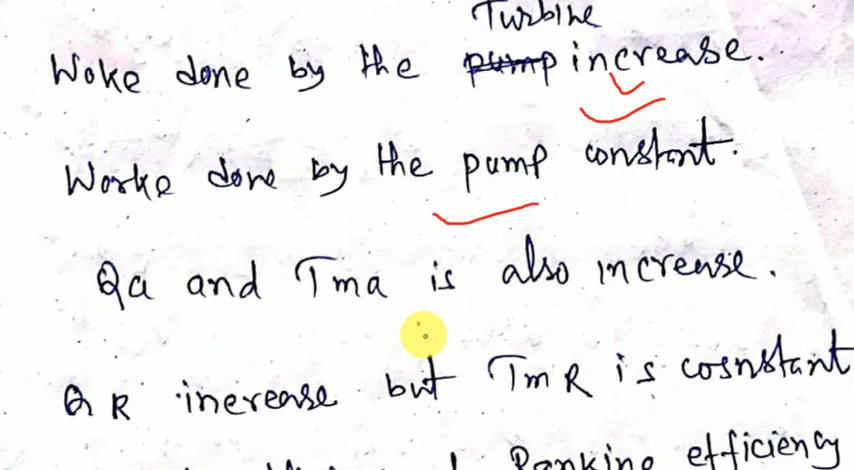 Turbine
Woke done by the pump increase.
Worke done by the pump constant.
Qa and Tma is also increase.
QR increase but TmR is cosnstant
Ranking efficiency